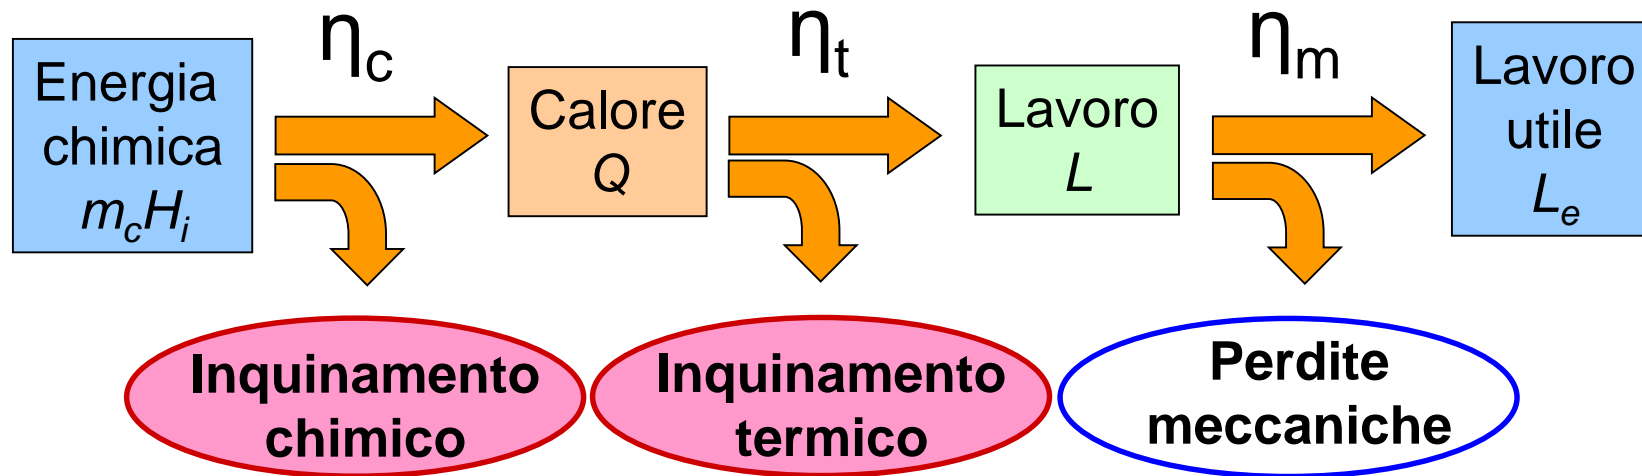 ηc
ηt
ηm
Energia
chimica
mcHi
Calore
Q
Lavoro
L
Lavoro
utile
Le
Inquinamento
chimico
Inquinamento
termico
Perdite
meccaniche